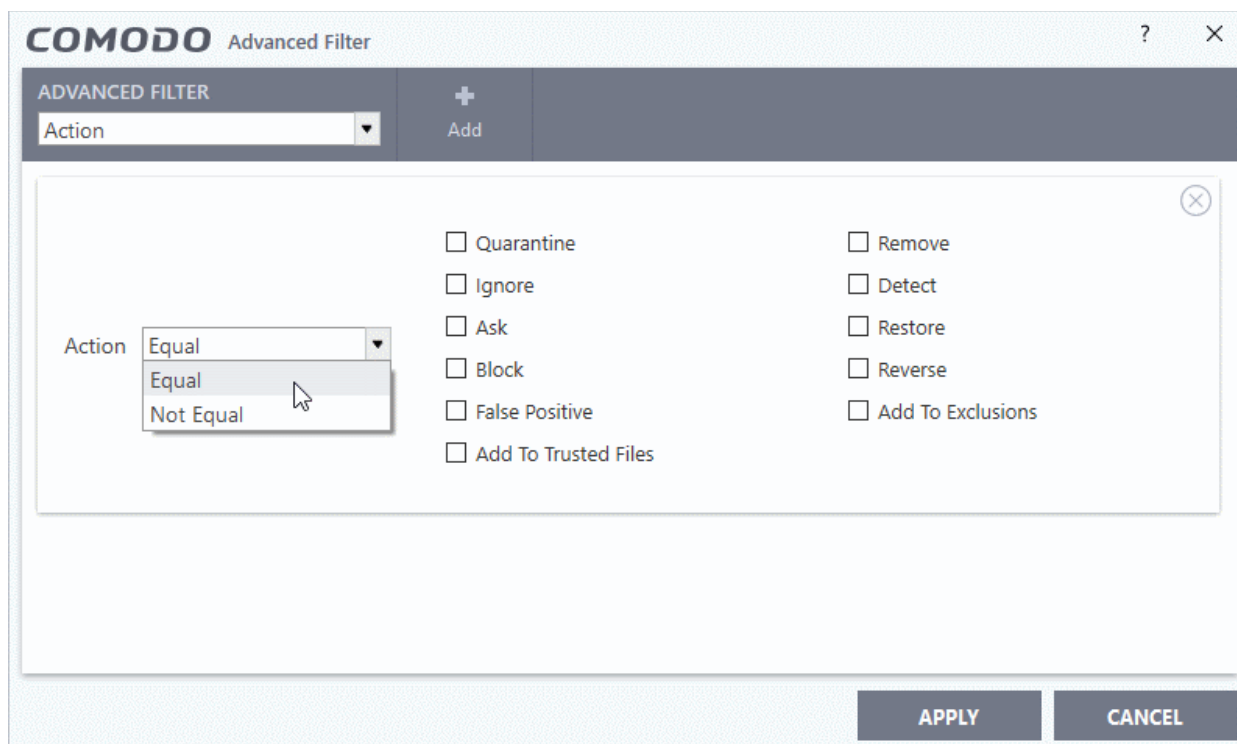 COMODO Advanced Filter ?
ADVANCED FILTER
Action
Add
Quarantine Remove
Ignore Detect
Ask Restore
Action Equal
Equal
Not Equal
Block Reverse
False Positive Add To Exclusions
Add To Trusted Files
APPLY CANCEL